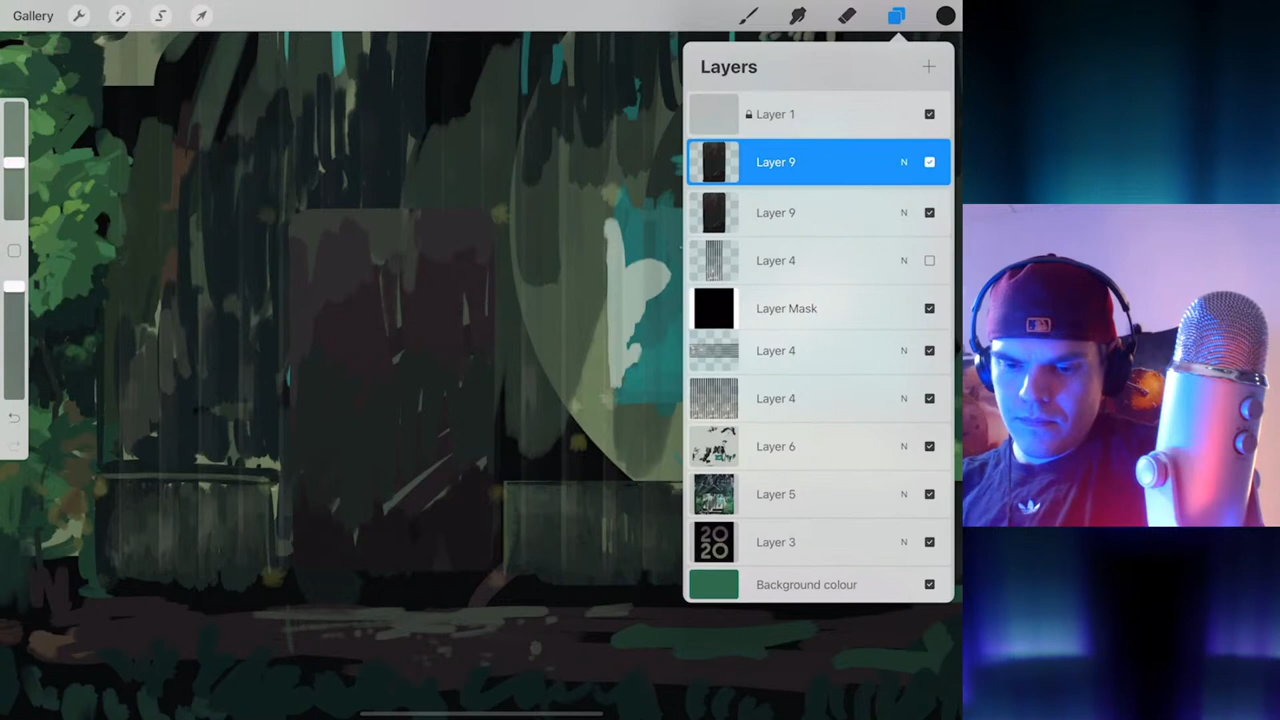 Gallery
Layers
Layer 1
Layer 9 N
Layer 9 N
Layer 4 N
Layer Mask
Layer 4 N
Layer 4 N
Layer 6 N
Layer 5 N
20
20
Layer 3 N
Background colour